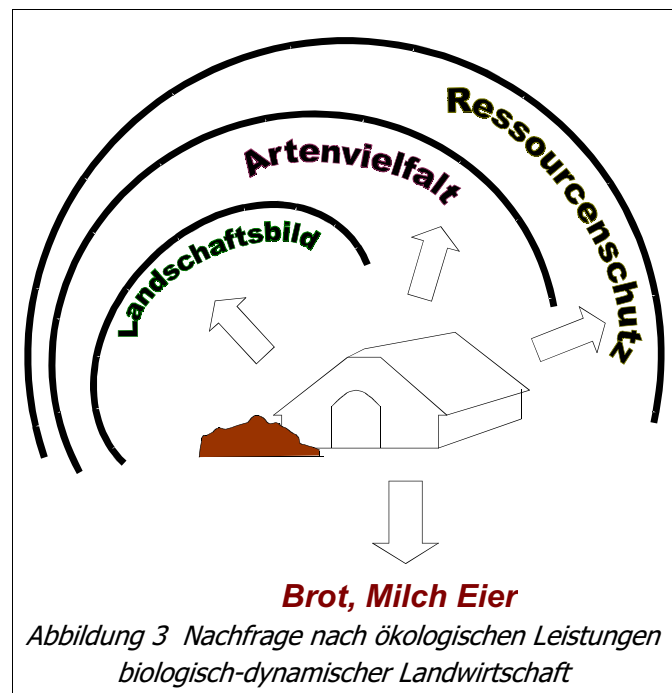 Ressourcenschutz
Artenvielfalt
Landschaftsbild
Brot, Milch Eier
Abbildung 3  Nachfrage nach ökologischen Leistungen
biologisch-dynamischer Landwirtschaft